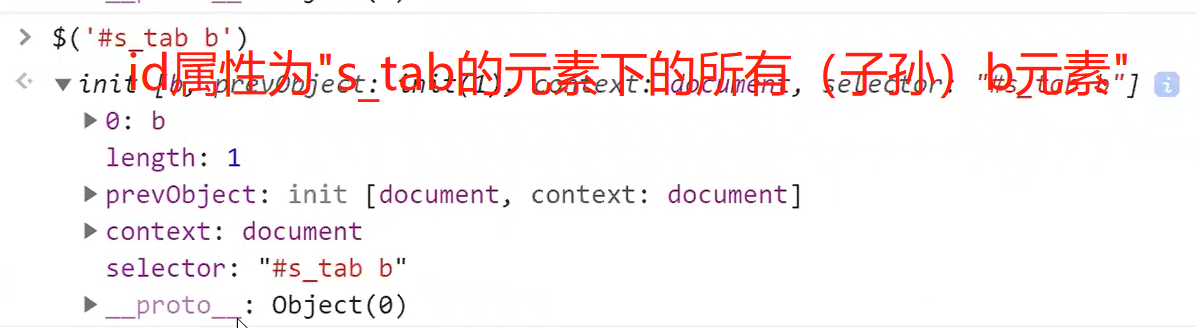 $('#s_tab b')
id属性为"s_tab的元素下的所有（子孙）b元素"
init [b, prevObject: init(1), context: document, selector: "#s_tab b"]
0: b
length: 1
prevObject: init [document, context: document]
context: document
selector: "#s_tab b"
__proto__: Object(0)